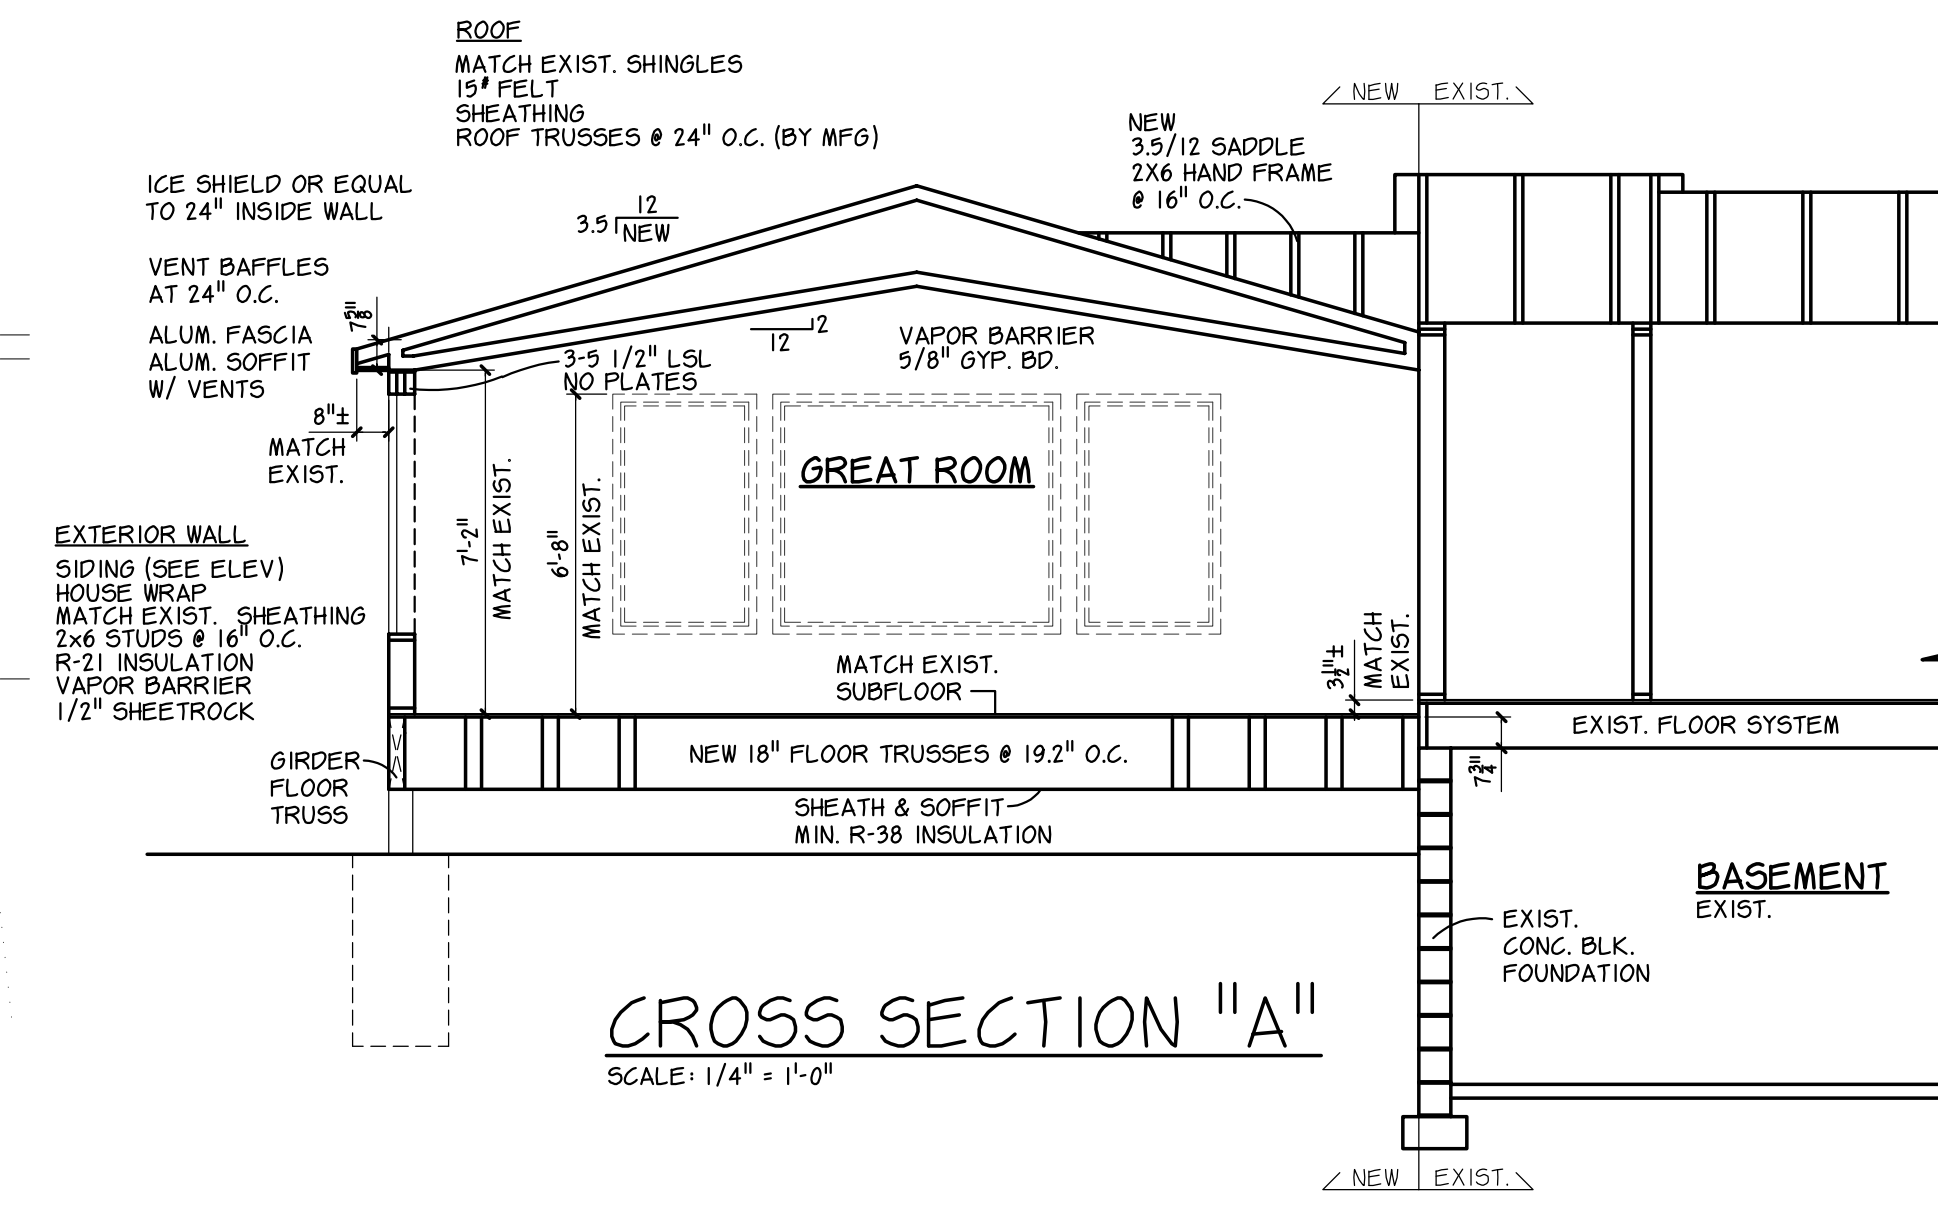 ROOF
MATCH EXIST. SHINGLES
15# FELT
SHEATHING
ROOF TRUSSES @ 24" O.C. (BY MFG)
NEW EXIST.
NEW
3.5/12 SADDLE
2X6 HAND FRAME
@ 16" O.C.
ICE SHIELD OR EQUAL
TO 24" INSIDE WALL
12
3.5
NEW
VENT BAFFLES
AT 24" O.C.
7 5/8"
ALUM. FASCIA
ALUM. SOFFIT
W/ VENTS
2
12
VAPOR BARRIER
5/8" GYP. BD.
3-5 1/2" LSL
NO PLATES
8"±
MATCH
EXIST.
GREAT ROOM
7'-2"
MATCH EXIST.
6'-8"
MATCH EXIST.
EXTERIOR WALL
SIDING (SEE ELEV)
HOUSE WRAP
MATCH EXIST. SHEATHING
2x6 STUDS @ 16" O.C.
R-21 INSULATION
VAPOR BARRIER
1/2" SHEETROCK
MATCH EXIST.
SUBFLOOR
3 1/2"±
MATCH
EXIST.
EXIST. FLOOR SYSTEM
NEW 18" FLOOR TRUSSES @ 19.2" O.C.
7 3/4"
GIRDER
FLOOR
TRUSS
SHEATH & SOFFIT
MIN. R-38 INSULATION
BASEMENT
EXIST.
EXIST.
CONC. BLK.
FOUNDATION
CROSS SECTION "A"
SCALE: 1/4" = 1'-0"
NEW EXIST.